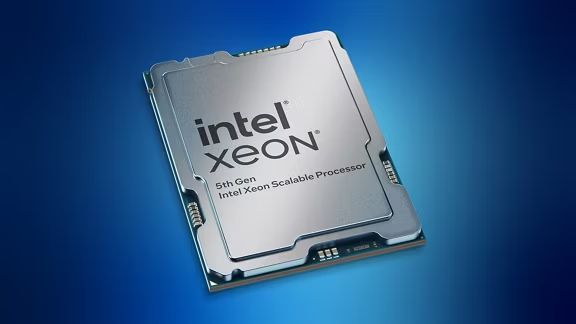 intel®
XEON®
5th Gen
Intel Xeon Scalable Processor